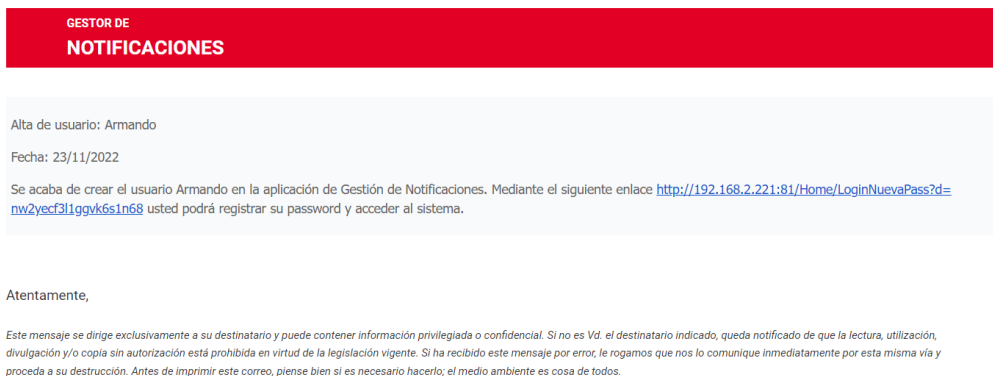 GESTOR DE
NOTIFICACIONES
Alta de usuario: Armando
Fecha: 23/11/2022
Se acaba de crear el usuario Armando en la aplicación de Gestión de Notificaciones. Mediante el siguiente enlace http://192.168.2.221:81/Home/LoginNuevaPass?d=
nw2yecf3l1ggvk6s1n68 usted podrá registrar su password y acceder al sistema.
Atentamente,
Este mensaje se dirige exclusivamente a su destinatario y puede contener información privilegiada o confidencial. Si no es Vd. el destinatario indicado, queda notificado de que la lectura, utilización,
divulgación y/o copia sin autorización está prohibida en virtud de la legislación vigente. Si ha recibido este mensaje por error, le rogamos que nos lo comunique inmediatamente por esta misma vía y
proceda a su destrucción. Antes de imprimir este correo, piense bien si es necesario hacerlo; el medio ambiente es cosa de todos.